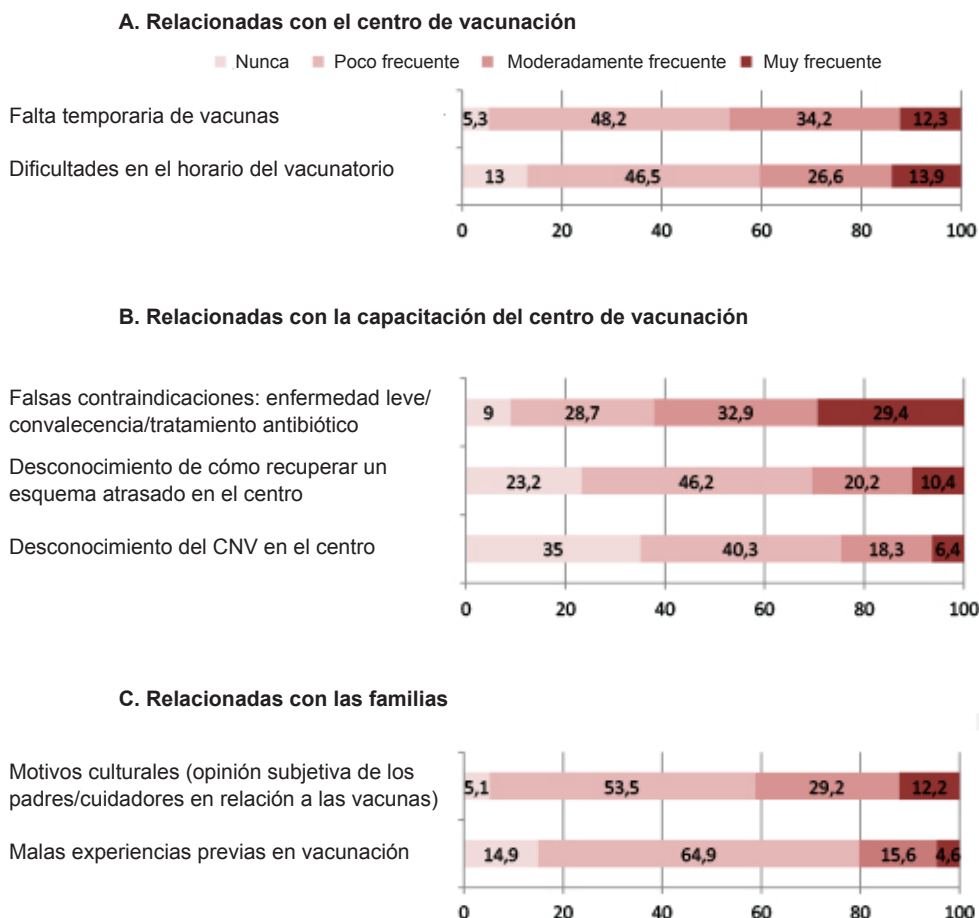 A. Relacionadas con el centro de vacunación
Nunca Poco frecuente Moderadamente frecuente Muy frecuente
Falta temporaria de vacunas
5,3 48,2 34,2 12,3
Dificultades en el horario del vacunatorio
13 46,5 26,6 13,9
0 20 40 60 80 100
B. Relacionadas con la capacitación del centro de vacunación
Falsas contraindicaciones: enfermedad leve/
convalecencia/tratamiento antibiótico
9 28,7 32,9 29,4
Desconocimiento de cómo recuperar un
esquema atrasado en el centro
23,2 46,2 20,2 10,4
Desconocimiento del CNV en el centro
35 40,3 18,3 6,4
0 20 40 60 80 100
C. Relacionadas con las familias
Motivos culturales (opinión subjetiva de los
padres/cuidadores en relación a las vacunas)
5,1 53,5 29,2 12,2
Malas experiencias previas en vacunación
14,9 64,9 15,6 4,6
0 20 40 60 80 100